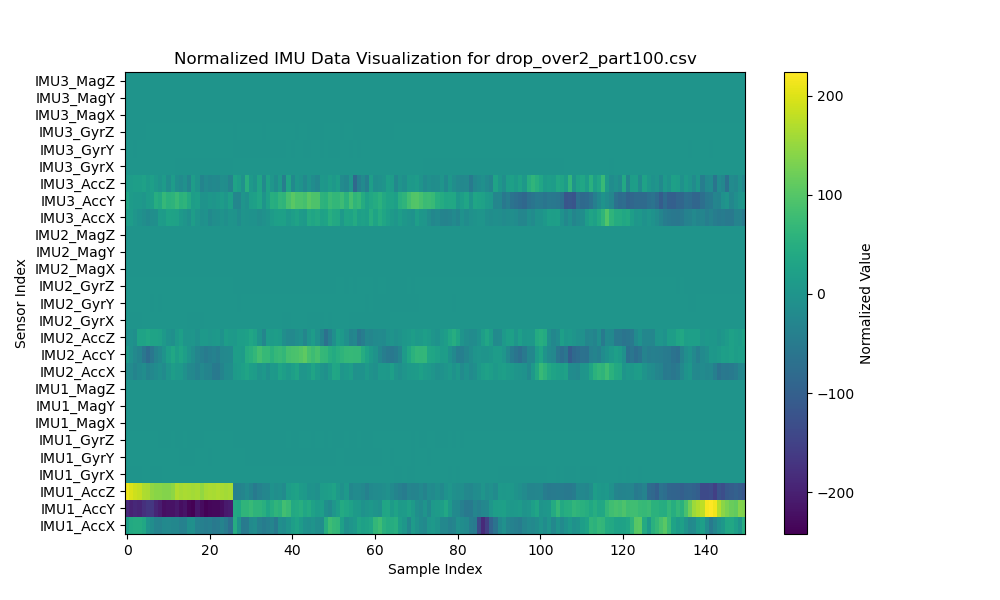 Normalized IMU Data Visualization for drop_over2_part100.csv
IMU3_MagZ
IMU3_MagY
IMU3_MagX
IMU3_GyrZ
IMU3_GyrY
IMU3_GyrX
IMU3_AccZ
IMU3_AccY
IMU3_AccX
IMU2_MagZ
IMU2_MagY
IMU2_MagX
IMU2_GyrZ
IMU2_GyrY
IMU2_GyrX
IMU2_AccZ
IMU2_AccY
IMU2_AccX
IMU1_MagZ
IMU1_MagY
IMU1_MagX
IMU1_GyrZ
IMU1_GyrY
IMU1_GyrX
IMU1_AccZ
IMU1_AccY
IMU1_AccX
Sensor Index
0 20 40 60 80 100 120 140
Sample Index
200
100
0
−100
−200
Normalized Value